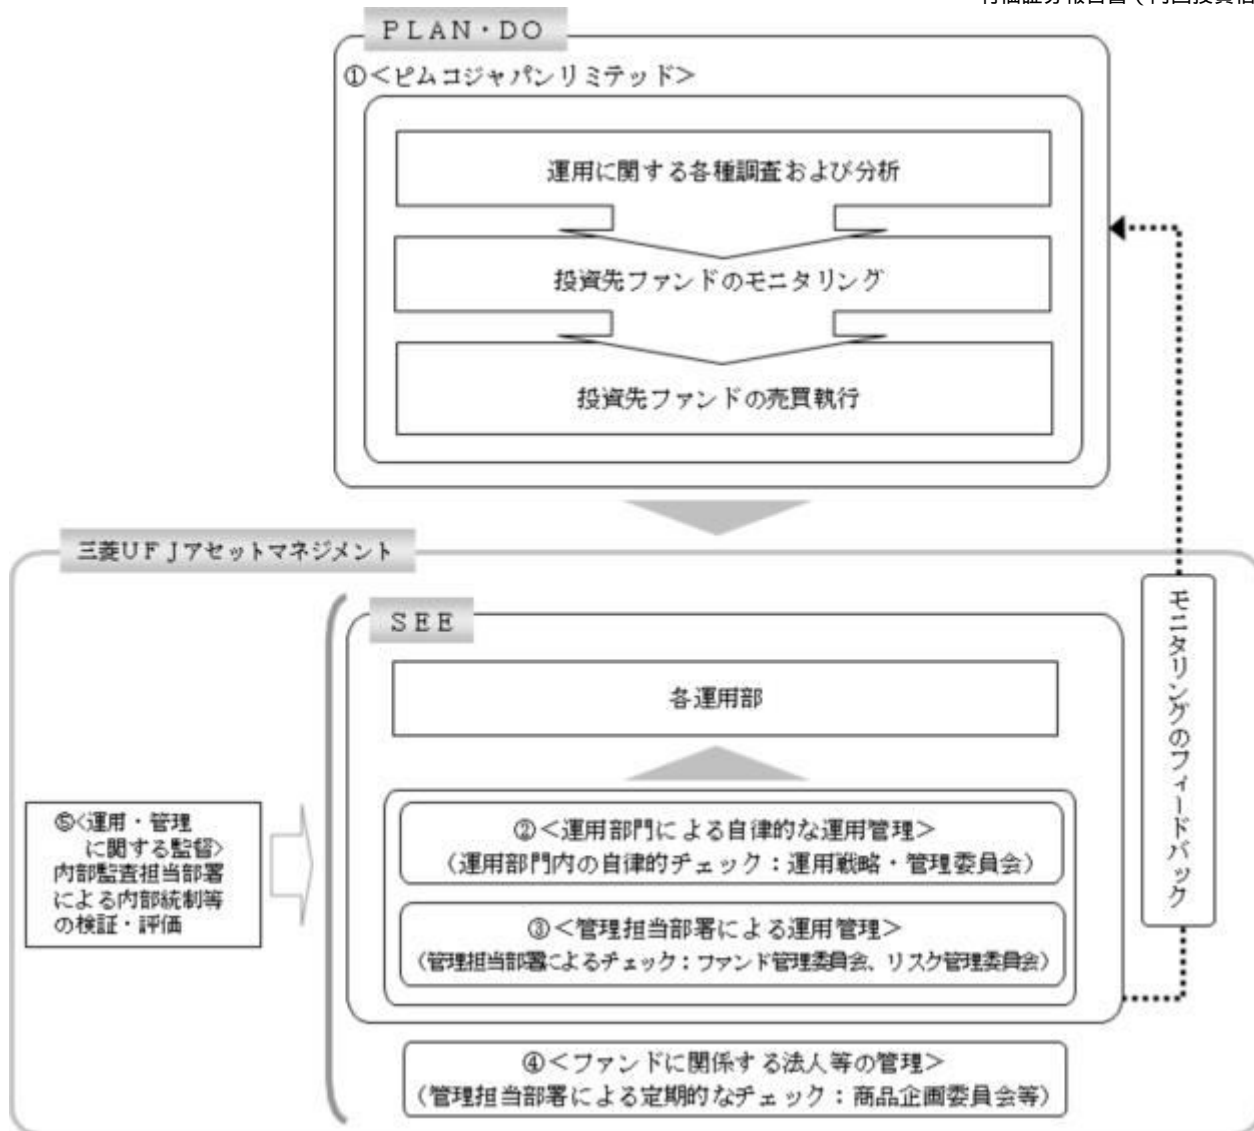 PLAN・DO
①<ピムコジャパンリミテッド>
運用に関する各種調査および分析
投資先ファンドのモニタリング
投資先ファンドの売買執行
三菱UFJアセットマネジメント
SEE
各運用部
モニタリングのフィードバック
②<運用部門による自律的な運用管理>
(運用部門内の自律的チェック:運用戦略・管理委員会)
③<管理担当部署による運用管理>
(管理担当部署によるチェック:ファンド管理委員会、リスク管理委員会)
⑤<運用・管理
に関する監督>
内部監査担当部署
による内部統制等
の検証・評価
④<ファンドに関係する法人等の管理>
(管理担当部署による定期的なチェック:商品企画委員会等)